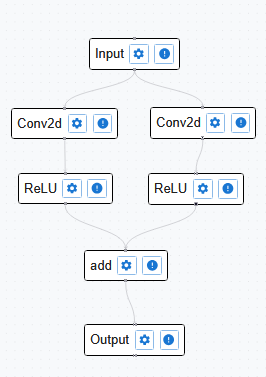 Input
Conv2d Conv2d
ReLU ReLU
add
Output